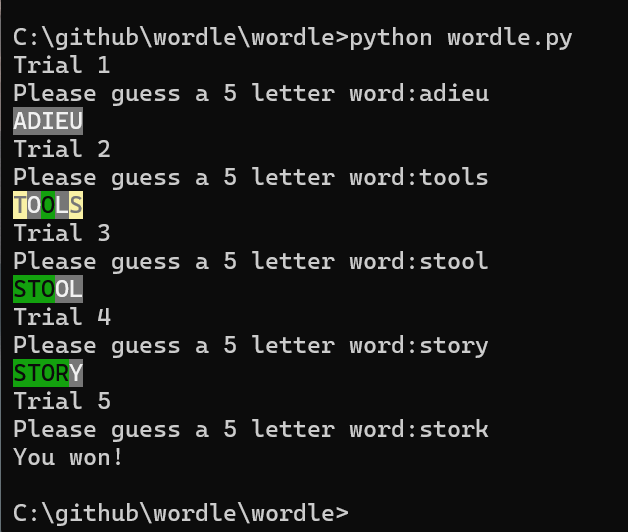 C:\github\wordle\wordle>python wordle.py
Trial 1
Please guess a 5 letter word:adieu
ADIEU
Trial 2
Please guess a 5 letter word:tools
TOOLS
Trial 3
Please guess a 5 letter word:stool
STOOL
Trial 4
Please guess a 5 letter word:story
STORY
Trial 5
Please guess a 5 letter word:stork
You won!
C:\github\wordle\wordle>